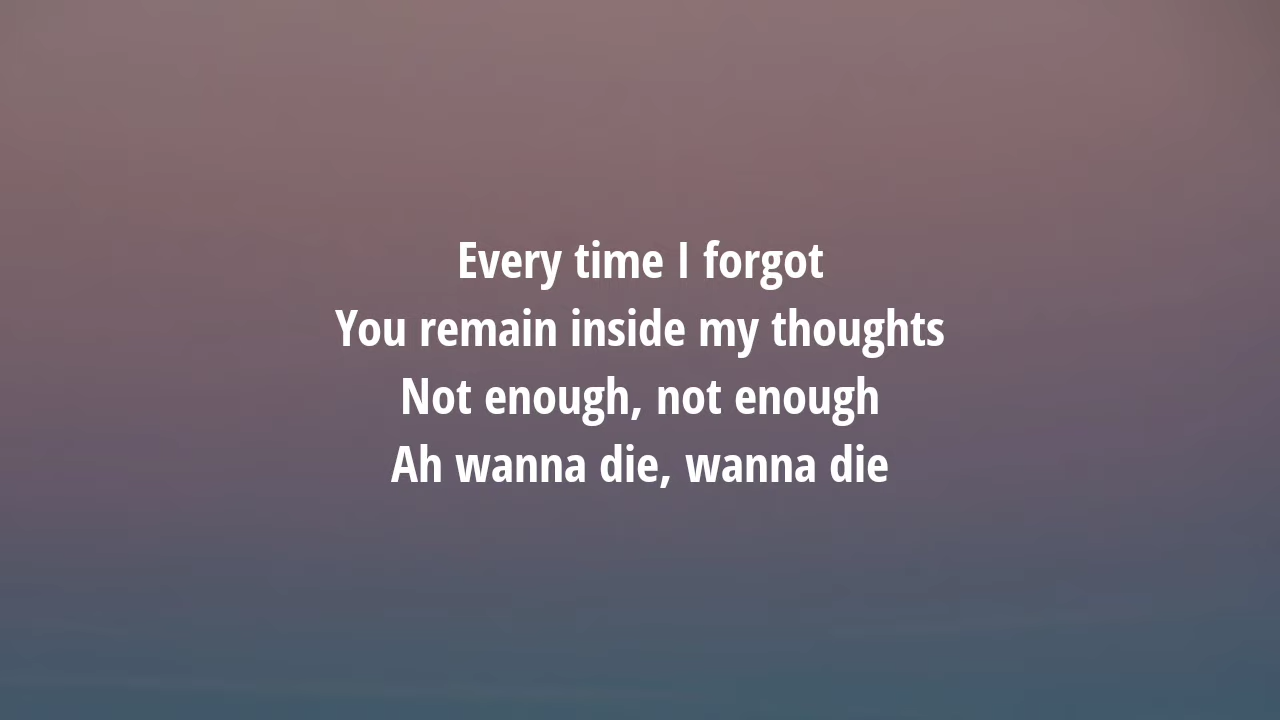 Every time I forgot
You remain inside my thoughts
Not enough, not enough
Ah wanna die, wanna die